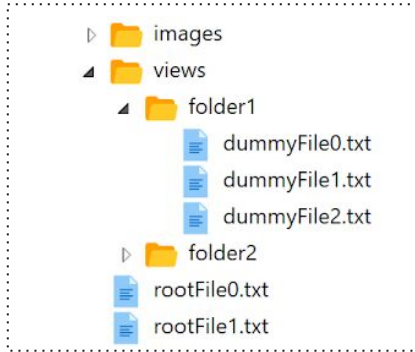 images
views
folder1
dummyFile0.txt
dummyFile1.txt
dummyFile2.txt
folder2
rootFile0.txt
rootFile1.txt